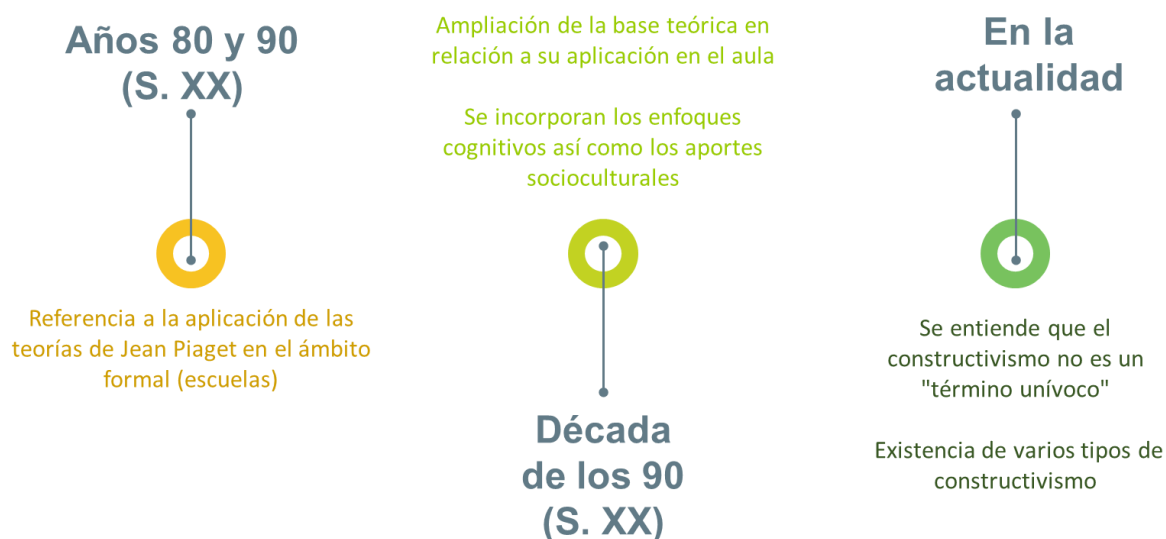 Años 80 y 90
(S. XX)
Referencia a la aplicación de las
teorías de Jean Piaget en el ámbito
formal (escuelas)
Ampliación de la base teórica en
relación a su aplicación en el aula
Se incorporan los enfoques
cognitivos así como los aportes
socioculturales
Década
de los 90
(S. XX)
En la
actualidad
Se entiende que el
constructivismo no es un
"término unívoco"
Existencia de varios tipos de
constructivismo